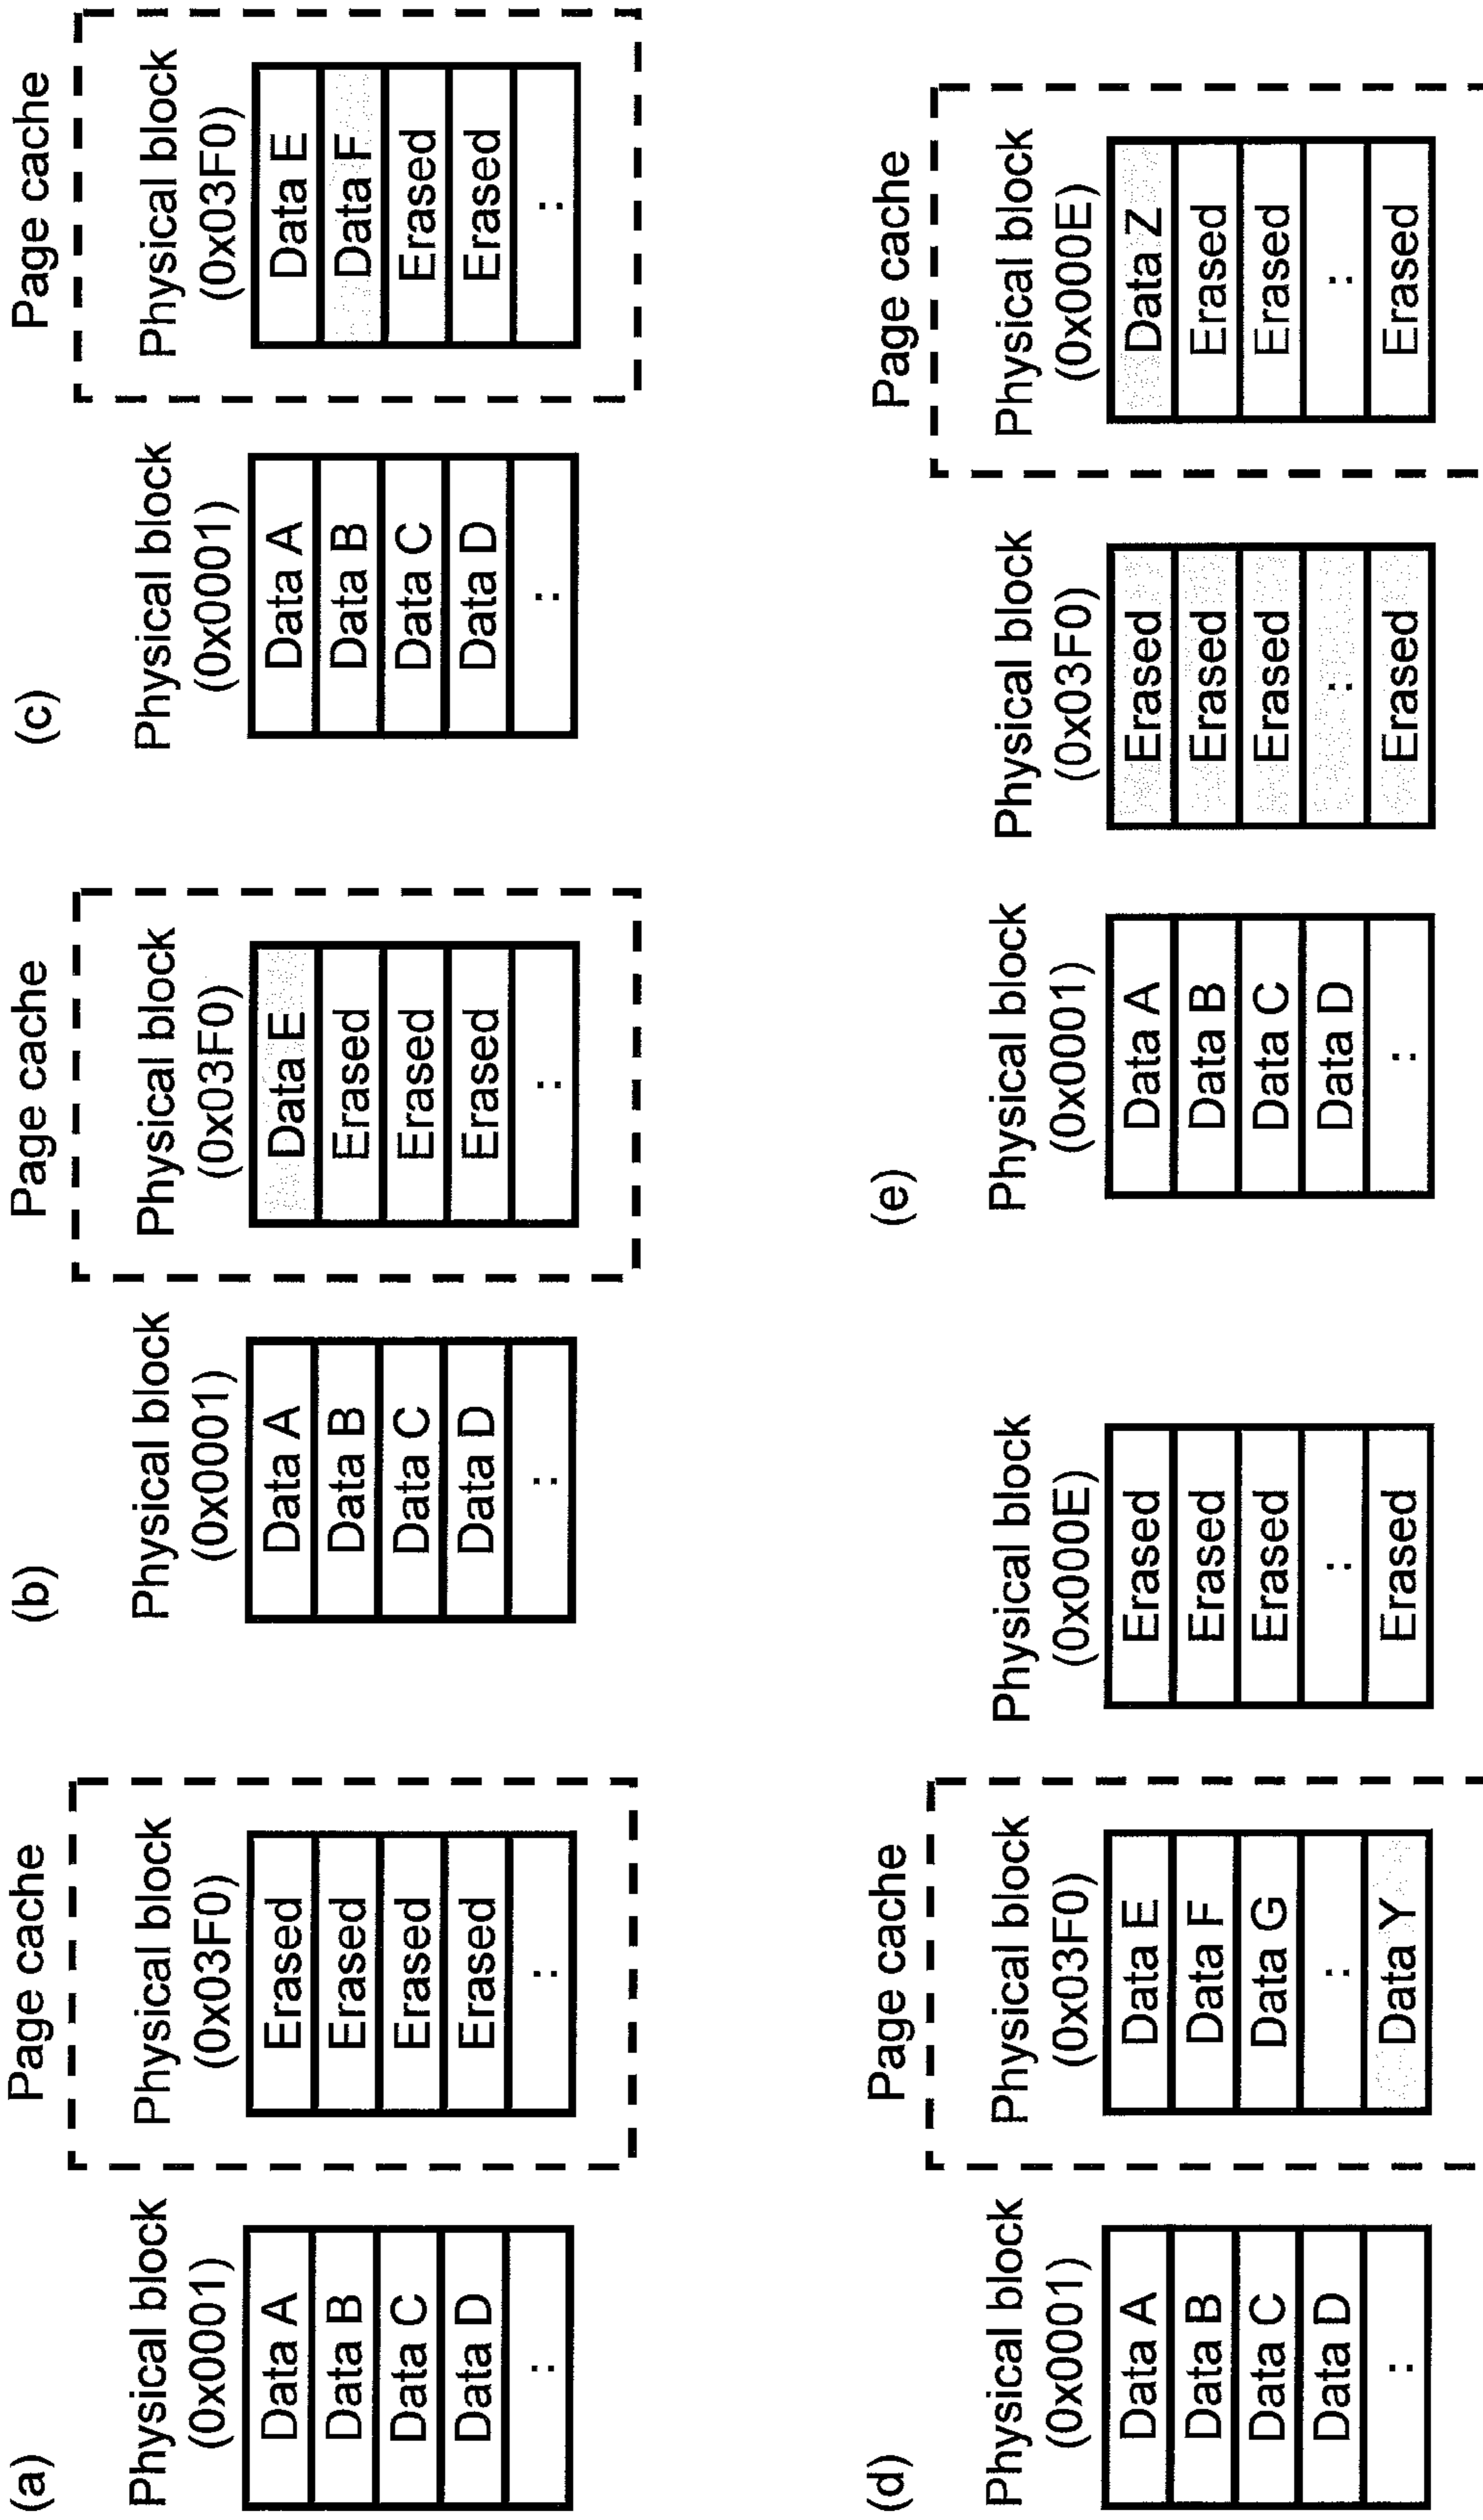 (a)
Page cache
Physical block
(0x0001)
Data A
Data B
Data C
Data D
:
Physical block
(0x03F0)
Erased
Erased
Erased
Erased
:
(b)
Page cache
Physical block
(0x0001)
Data A
Data B
Data C
Data D
:
Physical block
(0x03F0)
Data E
Erased
Erased
Erased
:
(c)
Page cache
Physical block
(0x0001)
Data A
Data B
Data C
Data D
:
Physical block
(0x03F0)
Data E
Data F
Erased
Erased
:
(d)
Page cache
Physical block
(0x0001)
Data A
Data B
Data C
Data D
:
Physical block
(0x03F0)
Data E
Data F
Data G
:
Data Y
Physical block
(0x000E)
Erased
Erased
Erased
:
Erased
(e)
Page cache
Physical block
(0x0001)
Data A
Data B
Data C
Data D
:
Physical block
(0x03F0)
Erased
Erased
Erased
:
Erased
Physical block
(0x000E)
Data Z
Erased
Erased
:
Erased